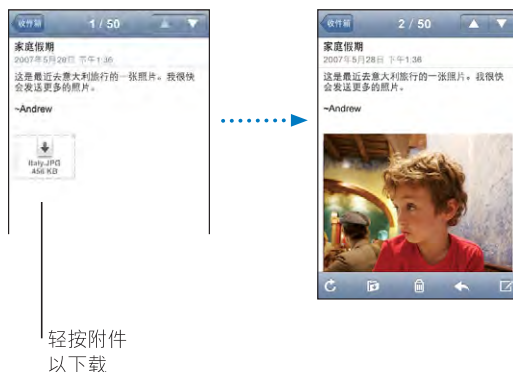 收件箱
1 / 50
家庭假期
2007年5月28日 下午1:36
这是最近去意大利旅行的一张照片。我很快
会发送更多的照片。
~Andrew
Italy.JPG
456 KB
轻按附件
以下载
收件箱
2 / 50
家庭假期
2007年5月28日 下午1:36
这是最近去意大利旅行的一张照片。我很快
会发送更多的照片。
~Andrew